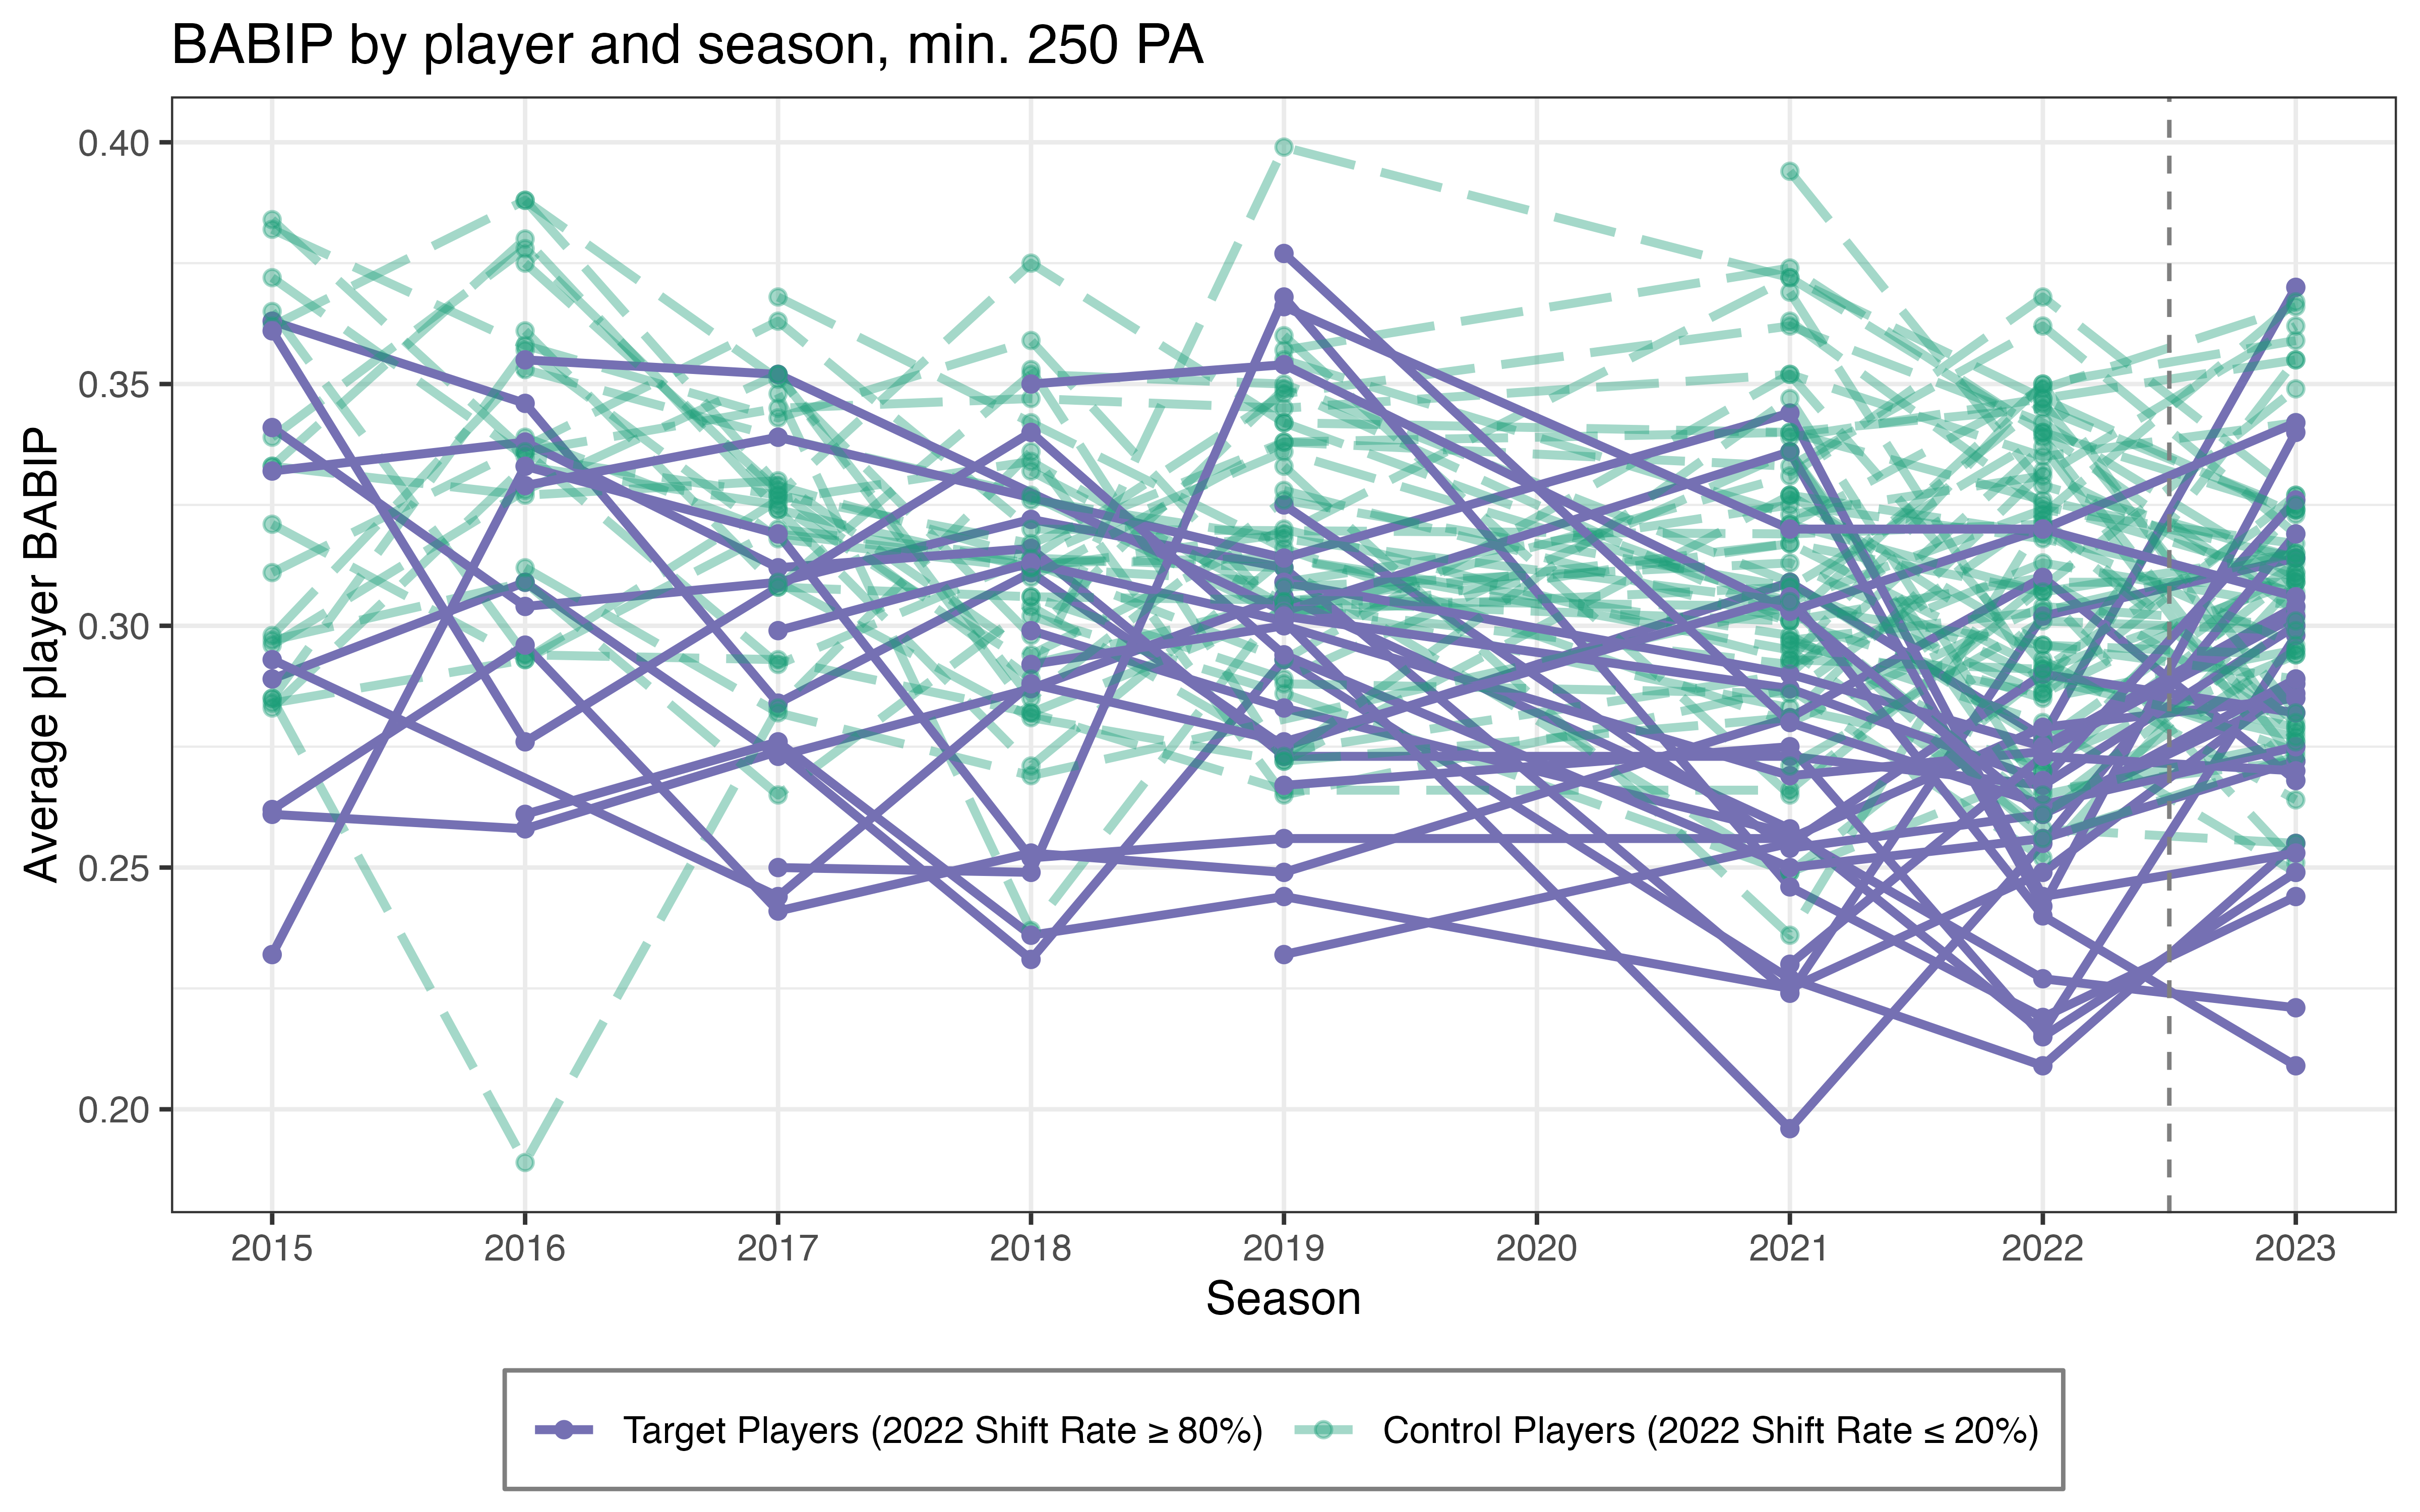 BABIP by player and season, min. 250 PA
Average player BABIP
0.40
0.35
0.30
0.25
0.20
2015 2016 2017 2018 2019 2020 2021 2022 2023
Season
Target Players (2022 Shift Rate ≥ 80%) Control Players (2022 Shift Rate ≤ 20%)